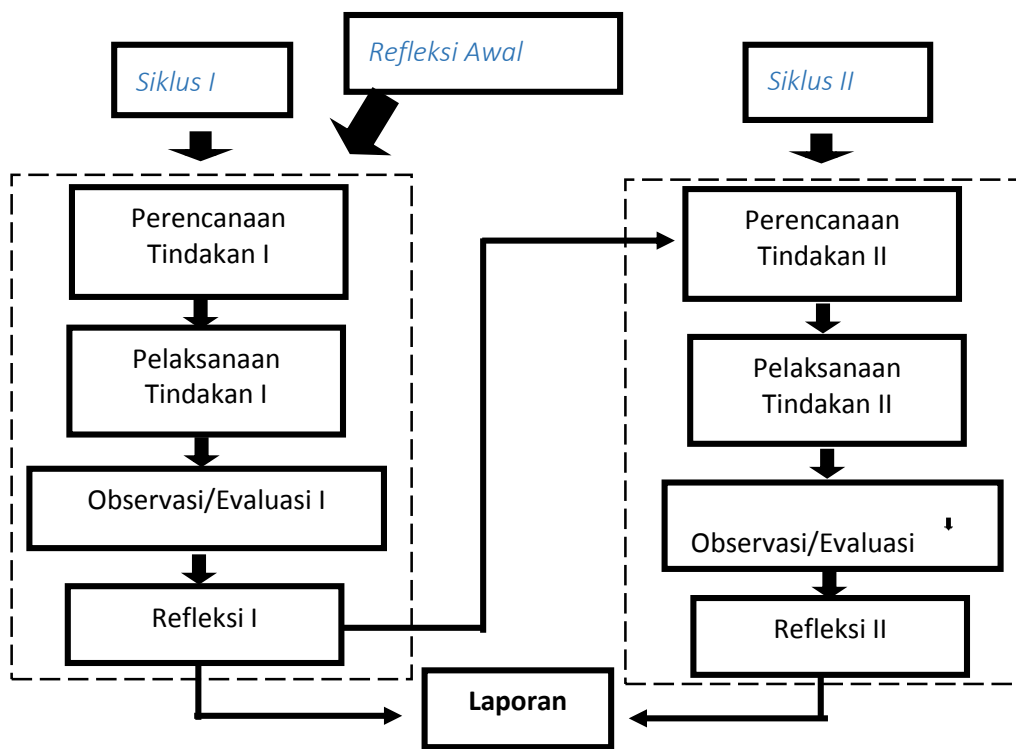 Siklus I
Refleksi Awal
Siklus II
Perencanaan
Tindakan I
Pelaksanaan
Tindakan I
Observasi/Evaluasi I
Refleksi I
Perencanaan
Tindakan II
Pelaksanaan
Tindakan II
Observasi/Evaluasi
Refleksi II
Laporan